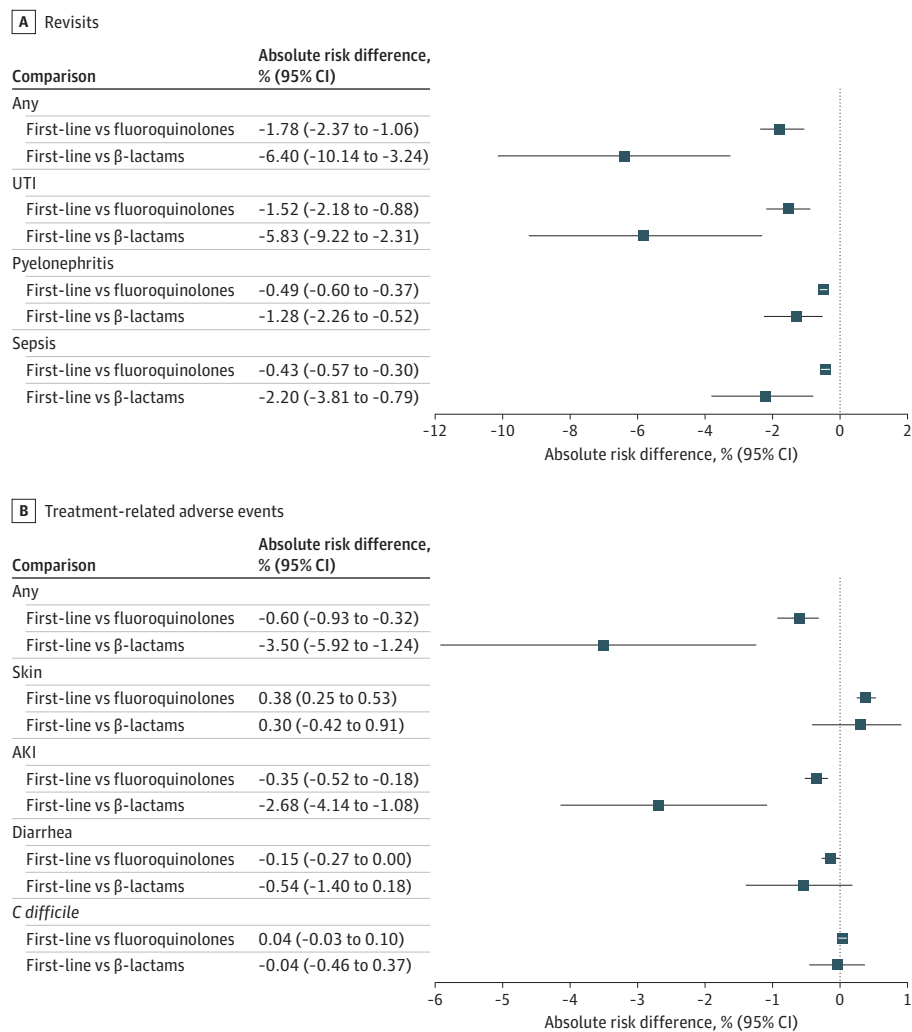 A Revisits
Comparison Absolute risk difference, % (95% CI)
Any
First-line vs fluoroquinolones -1.78 (-2.37 to -1.06)
First-line vs β-lactams -6.40 (-10.14 to -3.24)
UTI
First-line vs fluoroquinolones -1.52 (-2.18 to -0.88)
First-line vs β-lactams -5.83 (-9.22 to -2.31)
Pyelonephritis
First-line vs fluoroquinolones -0.49 (-0.60 to -0.37)
First-line vs β-lactams -1.28 (-2.26 to -0.52)
Sepsis
First-line vs fluoroquinolones -0.43 (-0.57 to -0.30)
First-line vs β-lactams -2.20 (-3.81 to -0.79)
-12 -10 -8 -6 -4 -2 0 2
Absolute risk difference, % (95% CI)
B Treatment-related adverse events
Comparison Absolute risk difference, % (95% CI)
Any
First-line vs fluoroquinolones -0.60 (-0.93 to -0.32)
First-line vs β-lactams -3.50 (-5.92 to -1.24)
Skin
First-line vs fluoroquinolones 0.38 (0.25 to 0.53)
First-line vs β-lactams 0.30 (-0.42 to 0.91)
AKI
First-line vs fluoroquinolones -0.35 (-0.52 to -0.18)
First-line vs β-lactams -2.68 (-4.14 to -1.08)
Diarrhea
First-line vs fluoroquinolones -0.15 (-0.27 to 0.00)
First-line vs β-lactams -0.54 (-1.40 to 0.18)
C difficile
First-line vs fluoroquinolones 0.04 (-0.03 to 0.10)
First-line vs β-lactams -0.04 (-0.46 to 0.37)
-6 -5 -4 -3 -2 -1 0 1
Absolute risk difference, % (95% CI)